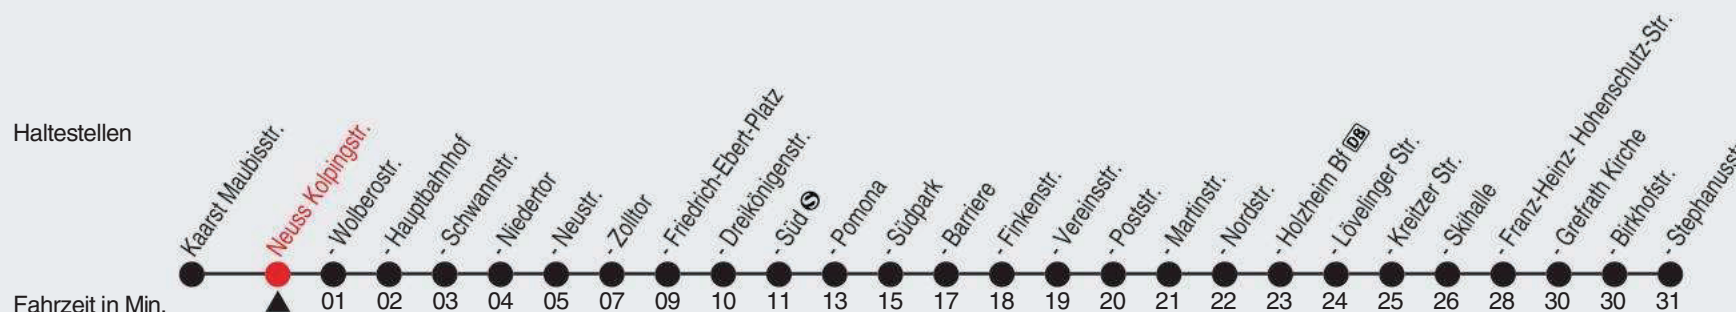 Haltestellen
Kaarst Maubisstr.
Neuss Kolpingstr.
- Wolberostr.
- Hauptbahnhof
- Schwannstr.
- Niedertor
- Neustr.
- Zolltor
- Friedrich-Ebert-Platz
- Dreikönigenstr.
- Süd S
- Pomona
- Südpark
- Barriere
- Finkenstr.
- Vereinsstr.
- Poststr.
- Martinstr.
- Nordstr.
- Holzheim Bf DB
- Lövelinger Str.
- Kreitzer Str.
- Skihalle
- Franz-Heinz- Hohenschutz-Str.
- Grefrath Kirche
- Birkhofstr.
- Stephanusstr
Fahrzeit in Min. 01 02 03 04 05 07 09 10 11 13 15 17 18 19 20 21 22 23 24 25 26 28 30 30 31